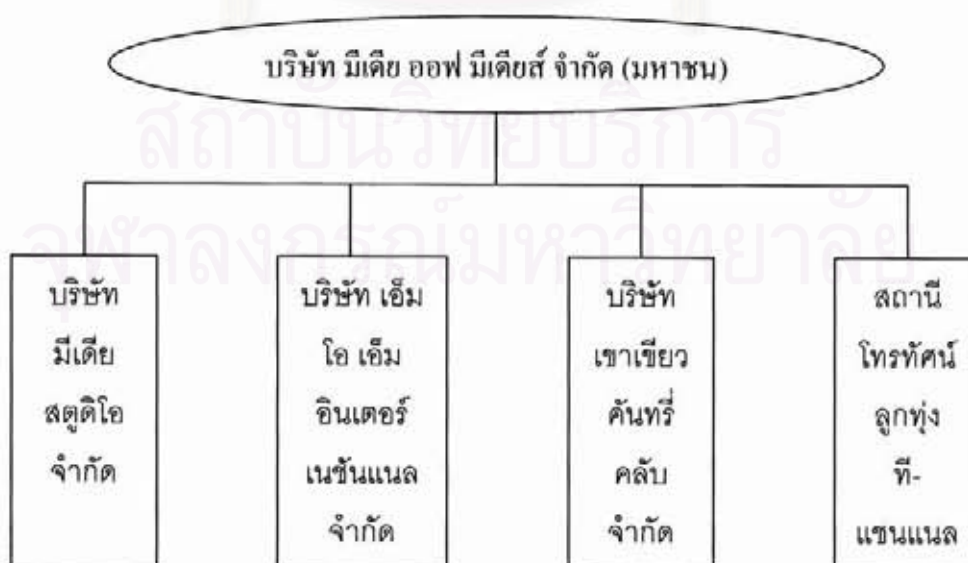 บริษัท มีเดีย ออฟ มีเดียส์ จำกัด (มหาชน)
สถาบันวิทยบริการ
จุฬาลงกรณ์มหาวิทยาลัย
บริษัท
มีเดีย
สตูดิโอ
จำกัด
บริษัท เอ็ม
โอ เอ็ม
อินเตอร์
เนชันแนล
จำกัด
บริษัท
เขาเขียว
คันทรี่
คลับ
จำกัด
สถานี
โทรทัศน์
ลูกทุ่ง
ที-
แชนแนล